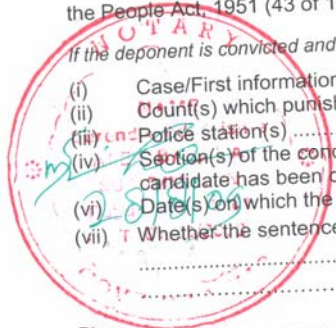 the People Act, 1951 (43 of 1
NOTARY
If the deponent is convicted and
(i) Case/First information
(ii) Count(s) which punish
(iii) Police station(s)..........
(iv) Section(s) of the conc
candidate has been c
(vi) Date(s) on which the
(vii) Whether the sentence